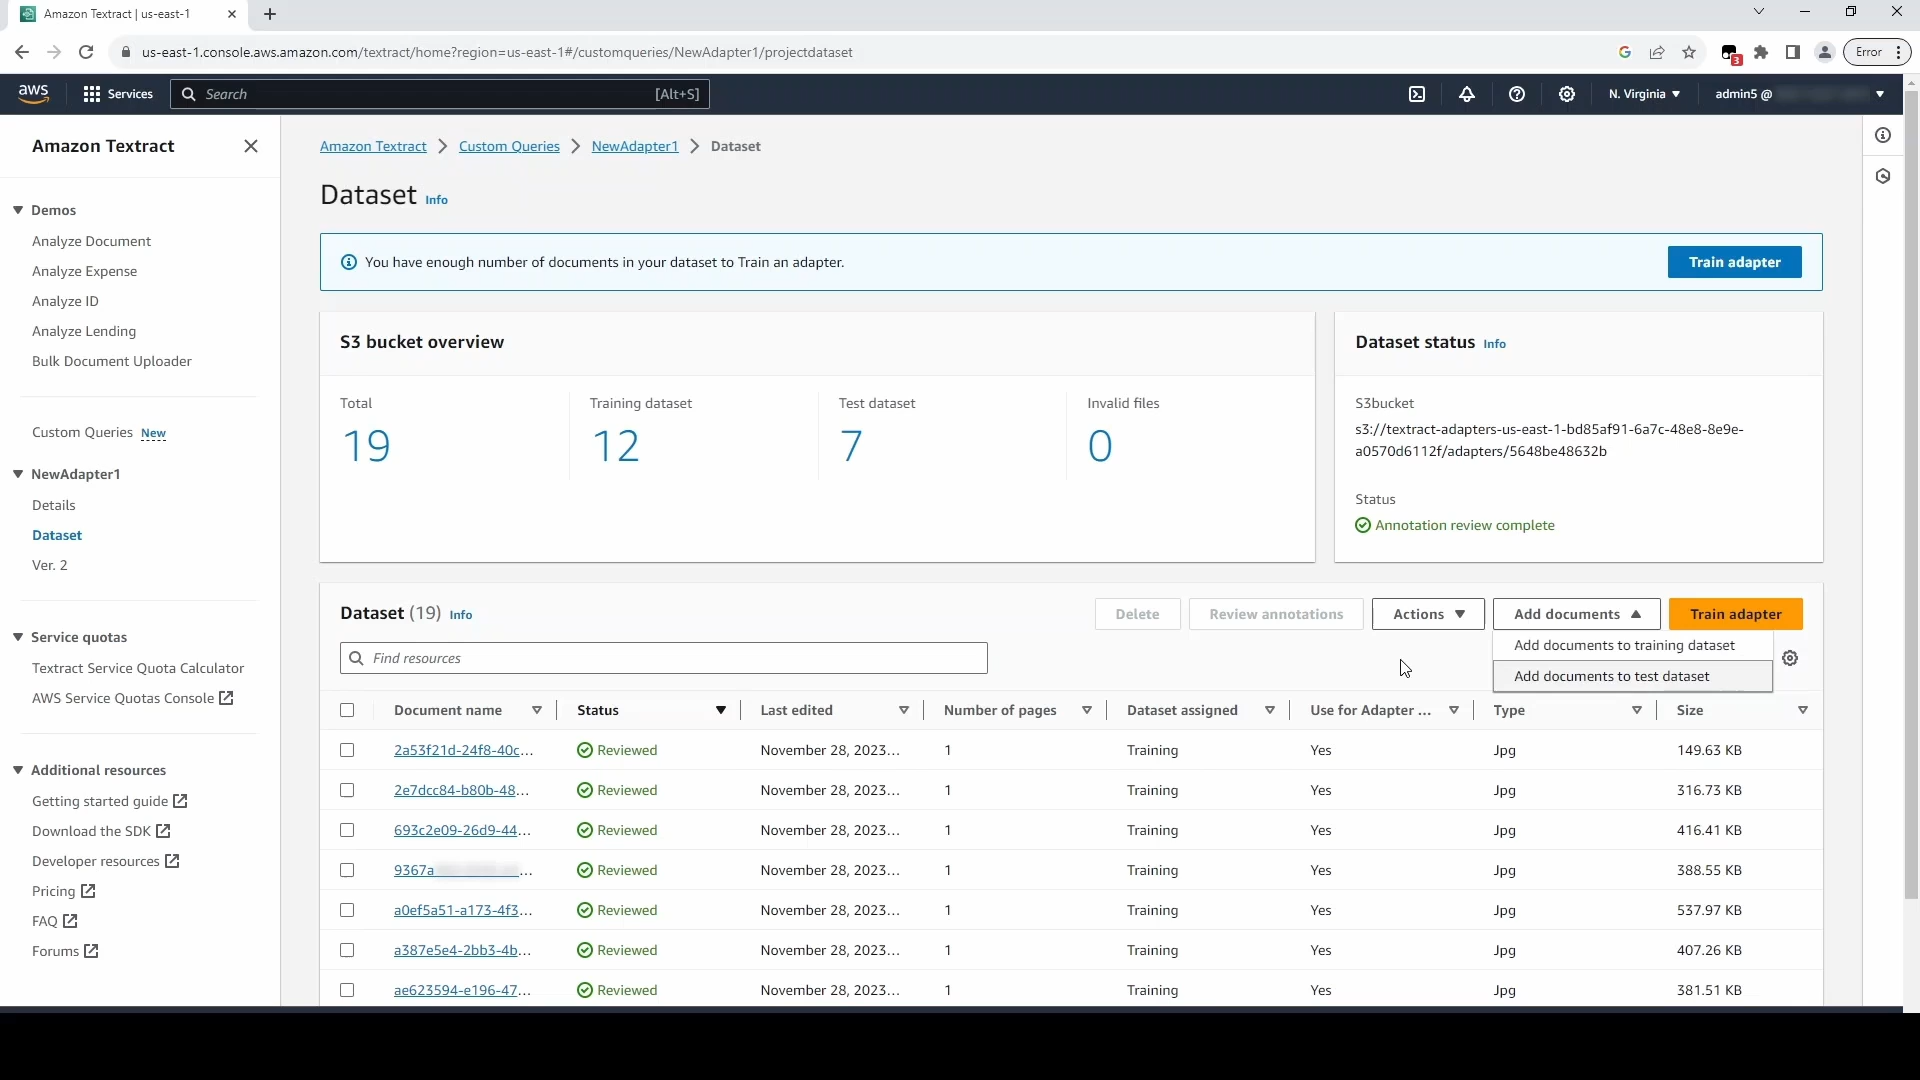 Amazon Textract | us-east-1
us-east-1.console.aws.amazon.com/textract/home?region=us-east-1#/customqueries/NewAdapter1/projectdataset
3
Error
aws
Services
Search
[Alt+S]
N. Virginia
admin5 @
Amazon Textract
Demos
Analyze Document
Analyze Expense
Analyze ID
Analyze Lending
Bulk Document Uploader
Custom Queries New
NewAdapter1
Details
Dataset
Ver. 2
Service quotas
Textract Service Quota Calculator
AWS Service Quotas Console
Additional resources
Getting started guide
Download the SDK
Developer resources
Pricing
FAQ
Forums
Amazon Textract > Custom Queries > NewAdapter1 > Dataset
Dataset Info
You have enough number of documents in your dataset to Train an adapter.
Train adapter
S3 bucket overview
Total
19
Training dataset
12
Test dataset
7
Invalid files
0
Dataset status Info
S3bucket
s3://textract-adapters-us-east-1-bd85af91-6a7c-48e8-8e9e-
a0570d6112f/adapters/5648be48632b
Status
Annotation review complete
Dataset (19) Info
Delete
Review annotations
Actions
Add documents
Train adapter
Add documents to training dataset
Add documents to test dataset
Find resources
Document name Status Last edited Number of pages Dataset assigned Use for Adapter ... Type Size
2a53f21d-24f8-40c... Reviewed November 28, 2023... 1 Training Yes Jpg 149.63 KB
2e7dcc84-b80b-48... Reviewed November 28, 2023... 1 Training Yes Jpg 316.73 KB
693c2e09-26d9-44... Reviewed November 28, 2023... 1 Training Yes Jpg 416.41 KB
9367a ... Reviewed November 28, 2023... 1 Training Yes Jpg 388.55 KB
a0ef5a51-a173-4f3... Reviewed November 28, 2023... 1 Training Yes Jpg 537.97 KB
a387e5e4-2bb3-4b... Reviewed November 28, 2023... 1 Training Yes Jpg 407.26 KB
ae623594-e196-47... Reviewed November 28, 2023... 1 Training Yes Jpg 381.51 KB